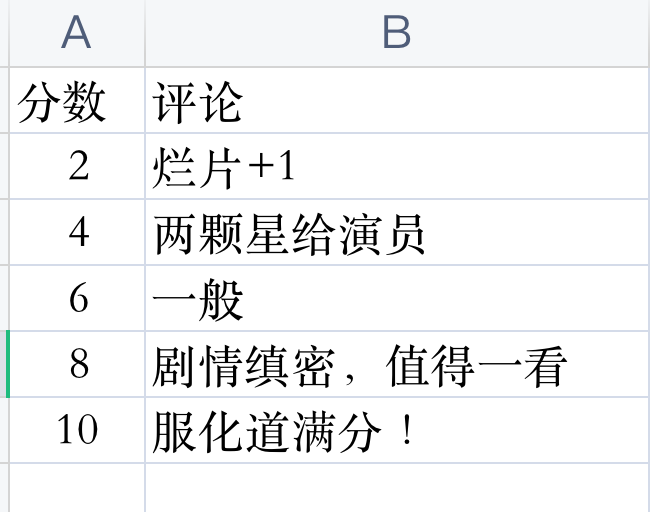 A B
分数 评论
2 烂片+1
4 两颗星给演员
6 一般
8 剧情缜密，值得一看
10 服化道满分！